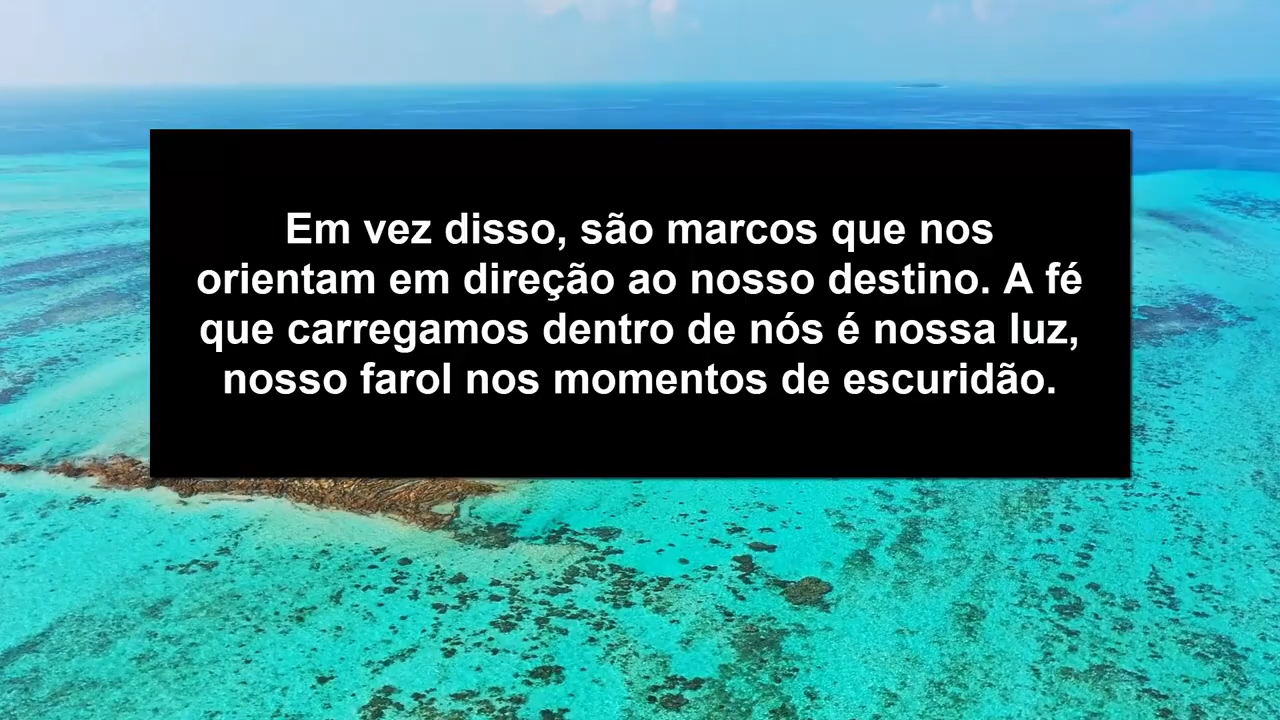 Em vez disso, são marcos que nos
orientam em direção ao nosso destino. A fé
que carregamos dentro de nós é nossa luz,
nosso farol nos momentos de escuridão.